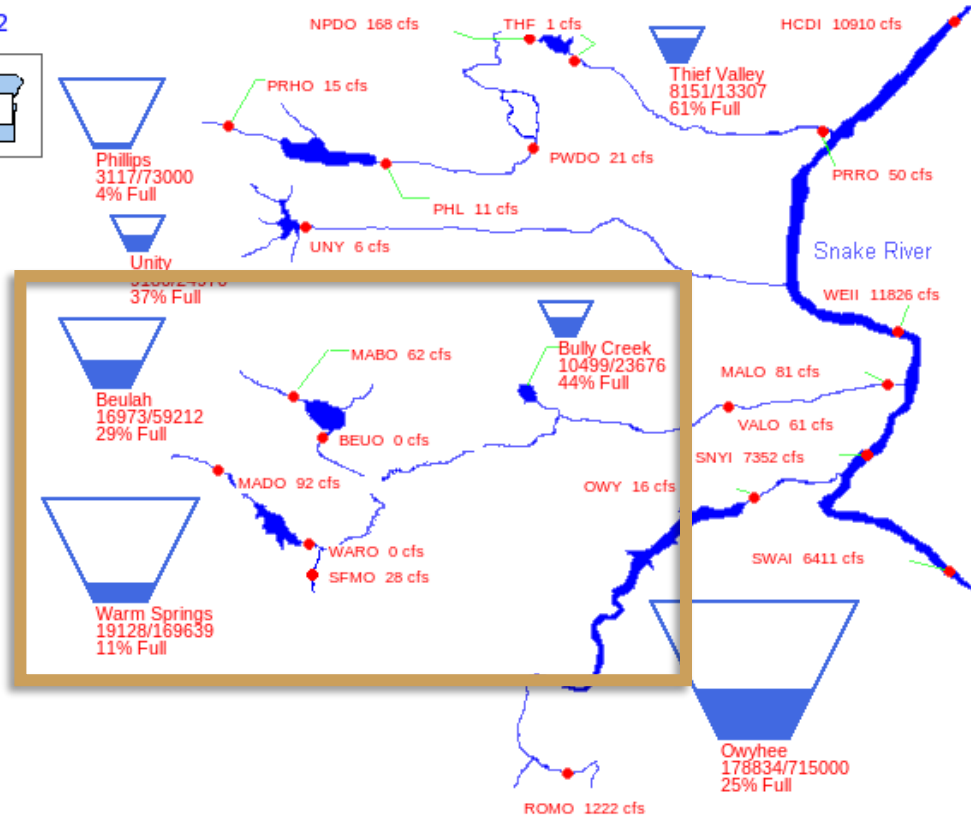 2
NPDO 168 cfs
THF 1 cfs
HCDI 10910 cfs
Thief Valley
8151/13307
61% Full
PRHO 15 cfs
Phillips
3117/73000
4% Full
PWDO 21 cfs
PRRO 50 cfs
PHL 11 cfs
UNY 6 cfs
Snake River
Unity
37% Full
WEII 11826 cfs
Bully Creek
10499/23676
44% Full
MABO 62 cfs
MALO 81 cfs
Beulah
16973/59212
29% Full
VALO 61 cfs
BEUO 0 cfs
SNYI 7352 cfs
MADO 92 cfs
OWY 16 cfs
WARO 0 cfs
SWAI 6411 cfs
SFMO 28 cfs
Warm Springs
19128/169639
11% Full
Owyhee
178834/715000
25% Full
ROMO 1222 cfs